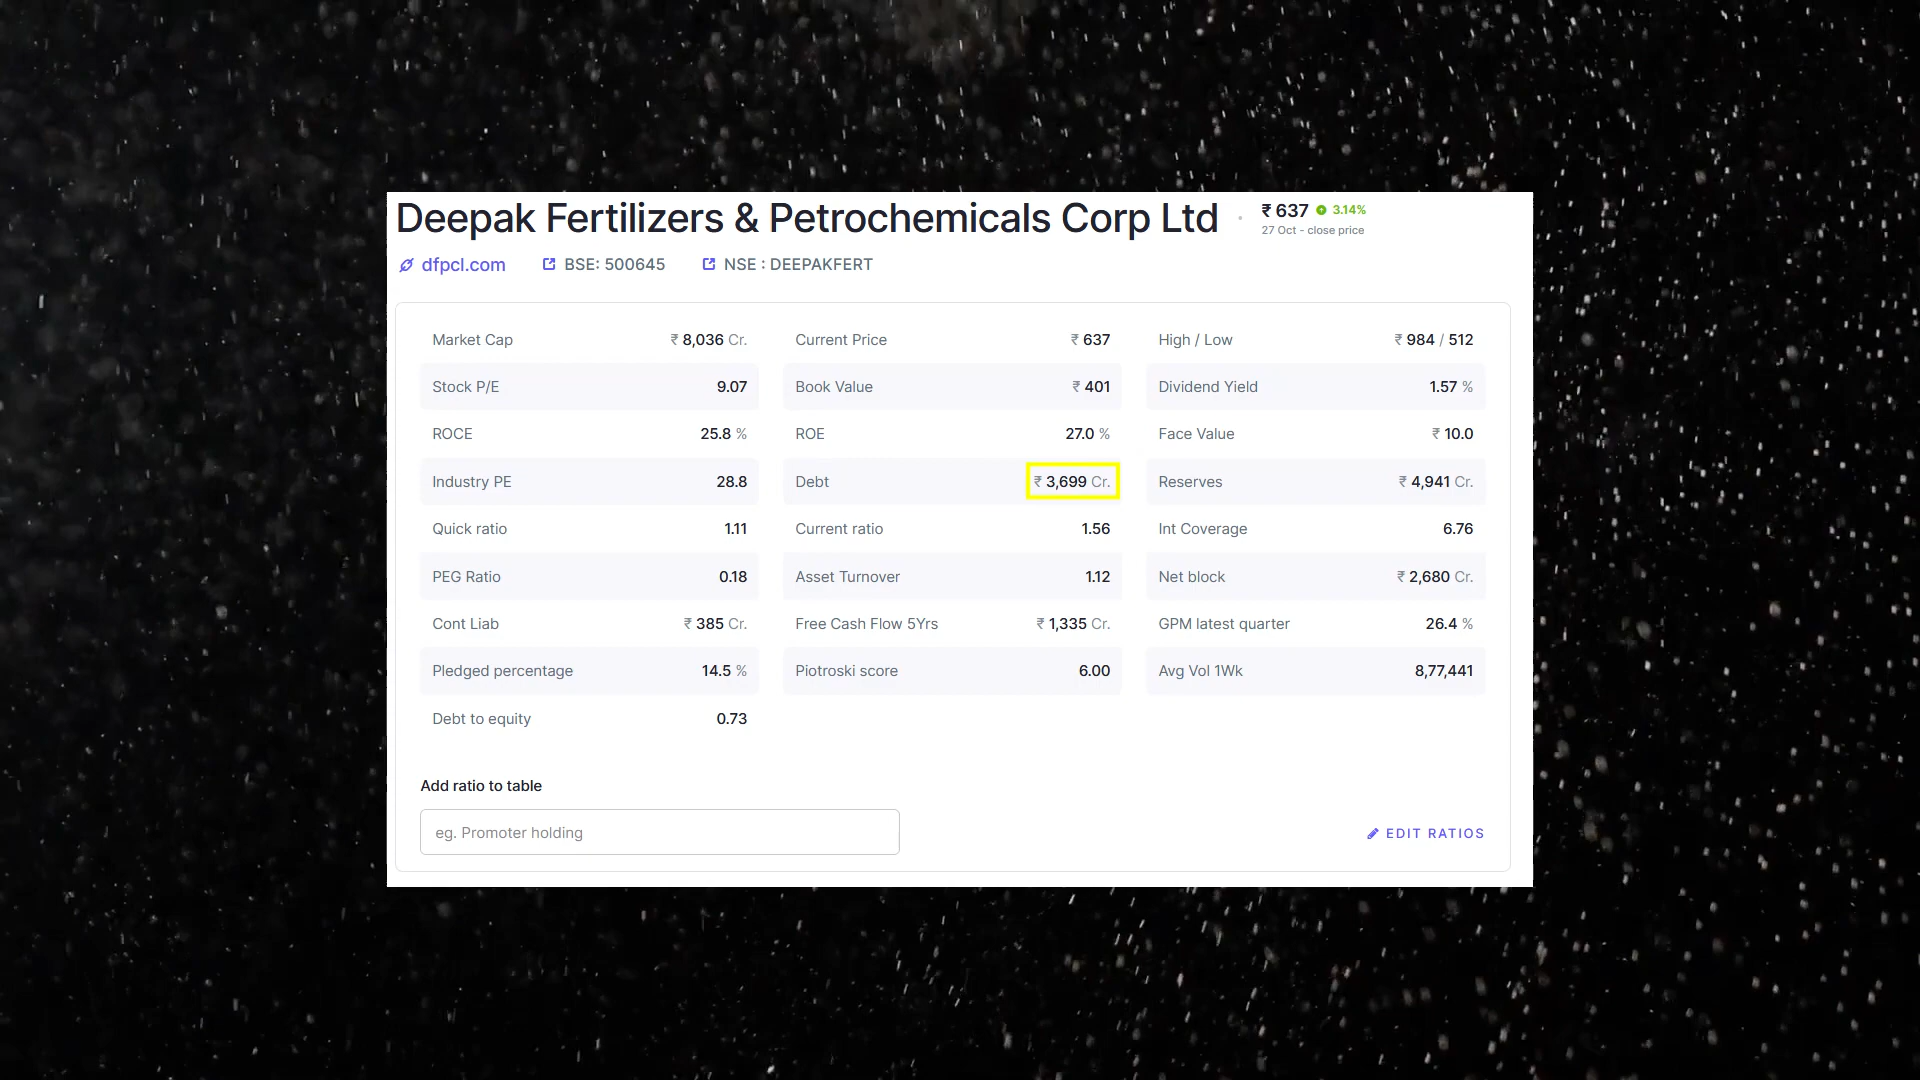 Deepak Fertilizers & Petrochemicals Corp Ltd
₹ 637 3.14%
27 Oct - close price
dfpcl.com BSE: 500645 NSE : DEEPAKFERT
Market Cap ₹ 8,036 Cr. Current Price ₹ 637 High / Low ₹ 984 / 512
Stock P/E 9.07 Book Value ₹ 401 Dividend Yield 1.57 %
ROCE 25.8 % ROE 27.0 % Face Value ₹ 10.0
Industry PE 28.8 Debt ₹ 3,699 Cr. Reserves ₹ 4,941 Cr.
Quick ratio 1.11 Current ratio 1.56 Int Coverage 6.76
PEG Ratio 0.18 Asset Turnover 1.12 Net block ₹ 2,680 Cr.
Cont Liab ₹ 385 Cr. Free Cash Flow 5Yrs ₹ 1,335 Cr. GPM latest quarter 26.4 %
Pledged percentage 14.5 % Piotroski score 6.00 Avg Vol 1Wk 8,77,441
Debt to equity 0.73
Add ratio to table
eg. Promoter holding
EDIT RATIOS